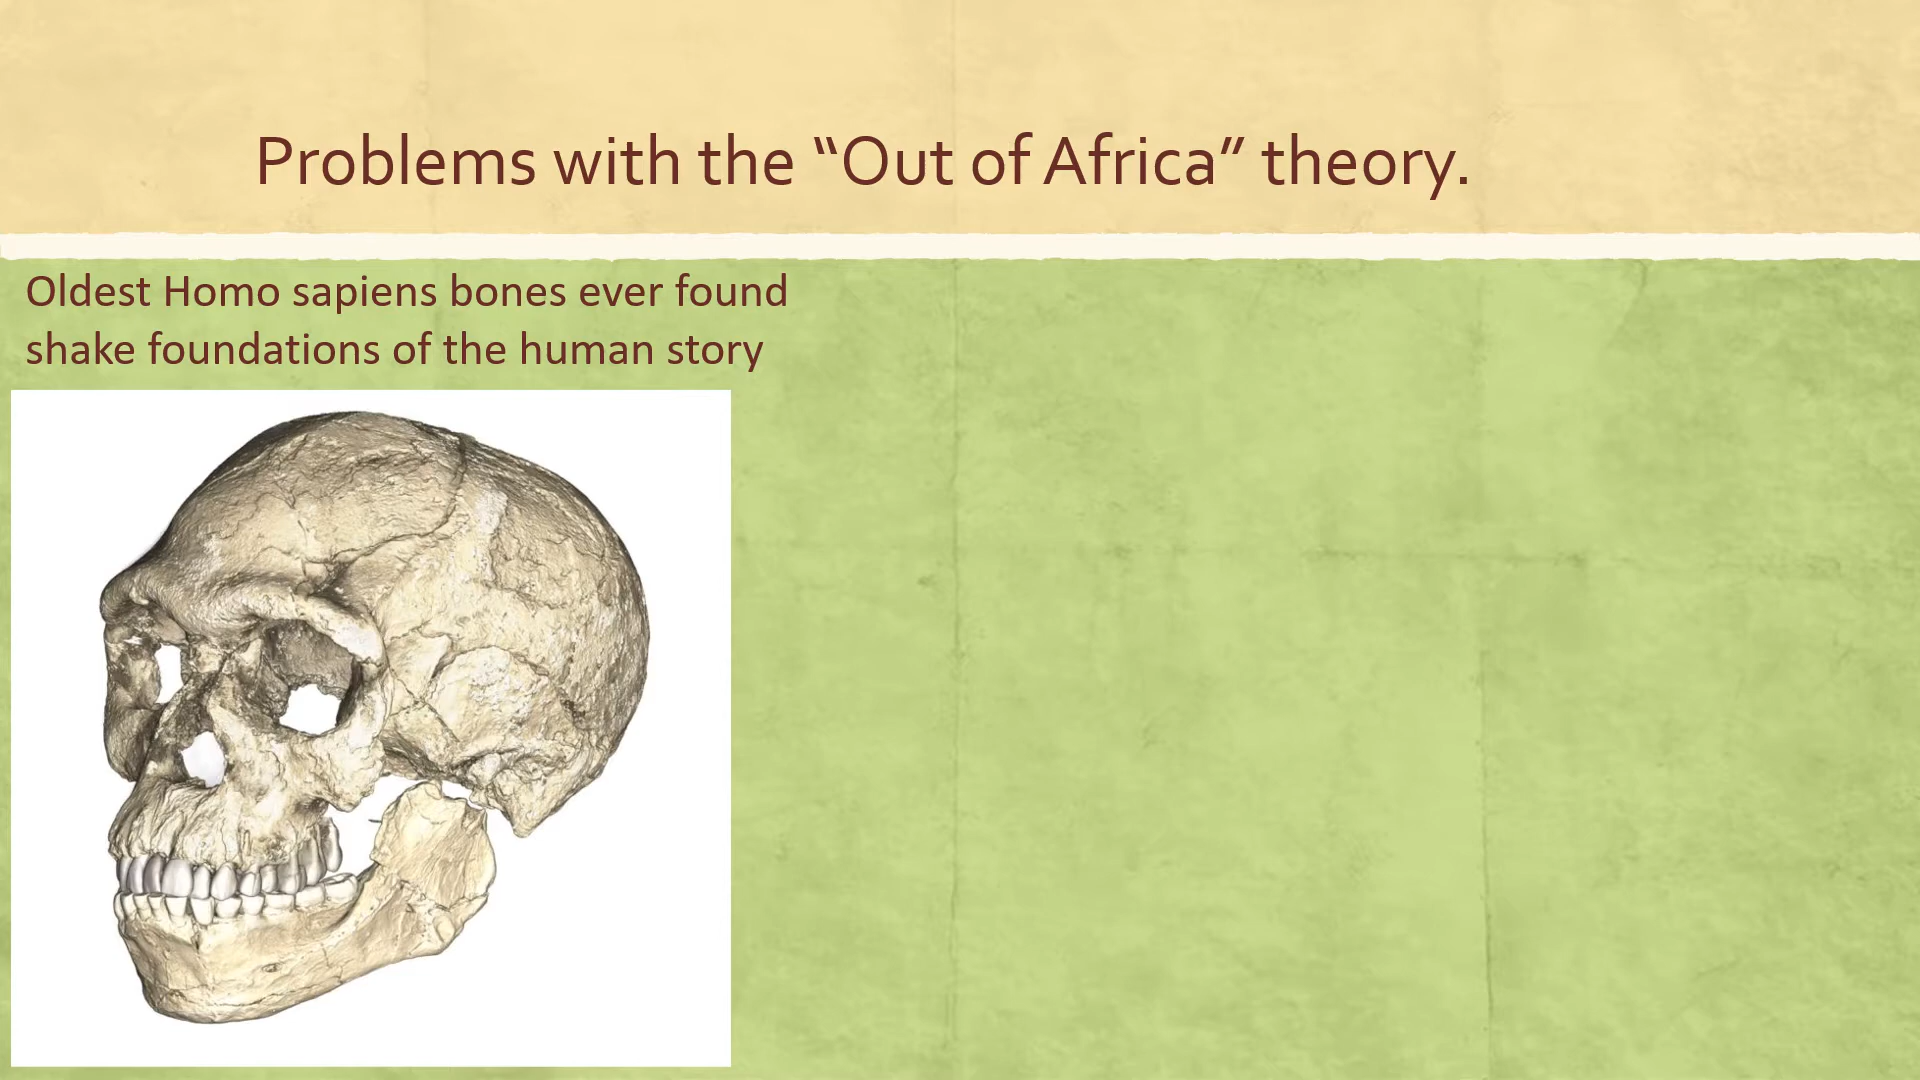 Problems with the “Out of Africa” theory.
Oldest Homo sapiens bones ever found
shake foundations of the human story